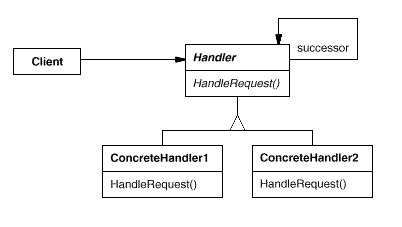 Handler
successor
Client
HandleRequest()
ConcreteHandler1
ConcreteHandler2
HandleRequest()
HandleRequest()